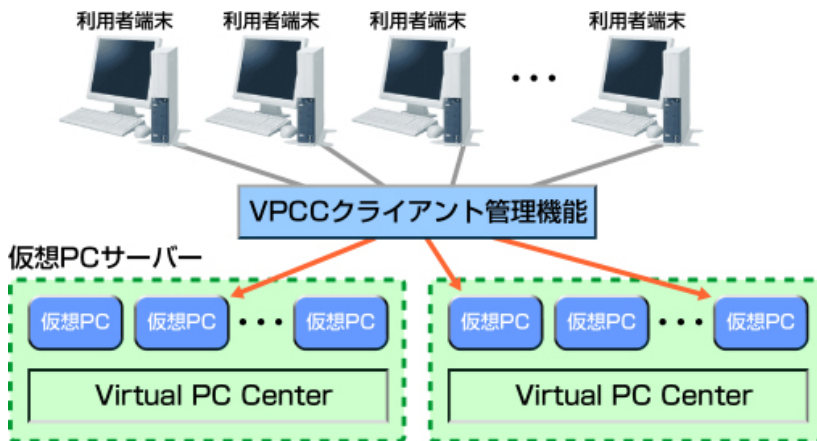 利用者端末 利用者端末 利用者端末 利用者端末
・・・
VPCCクライアント管理機能
仮想PCサーバー
仮想PC 仮想PC ・・・ 仮想PC 仮想PC 仮想PC ・・・ 仮想PC
Virtual PC Center Virtual PC Center